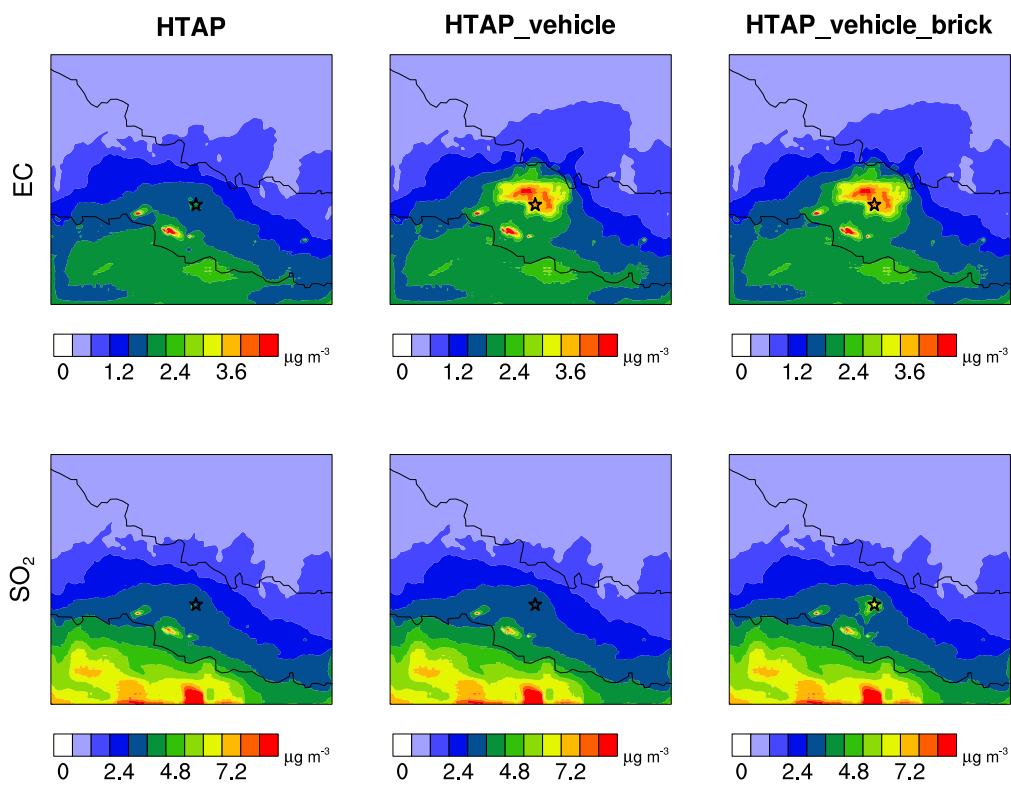 HTAP HTAP_vehicle HTAP_vehicle_brick
EC
0 1.2 2.4 3.6 µg m⁻³
0 1.2 2.4 3.6 µg m⁻³
0 1.2 2.4 3.6 µg m⁻³
SO₂
0 2.4 4.8 7.2 µg m⁻³
0 2.4 4.8 7.2 µg m⁻³
0 2.4 4.8 7.2 µg m⁻³